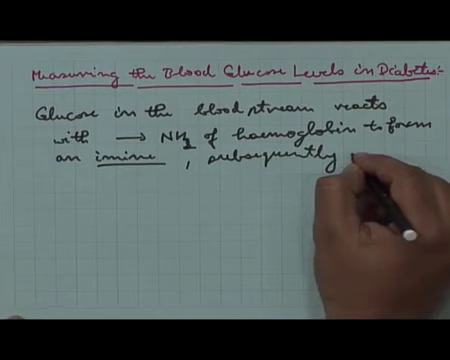 Measuring the Blood Glucose Levels in Diabetes:-
Glucose in the blood stream reacts
with → NH2 of haemoglobin to form
an imine, subsequently